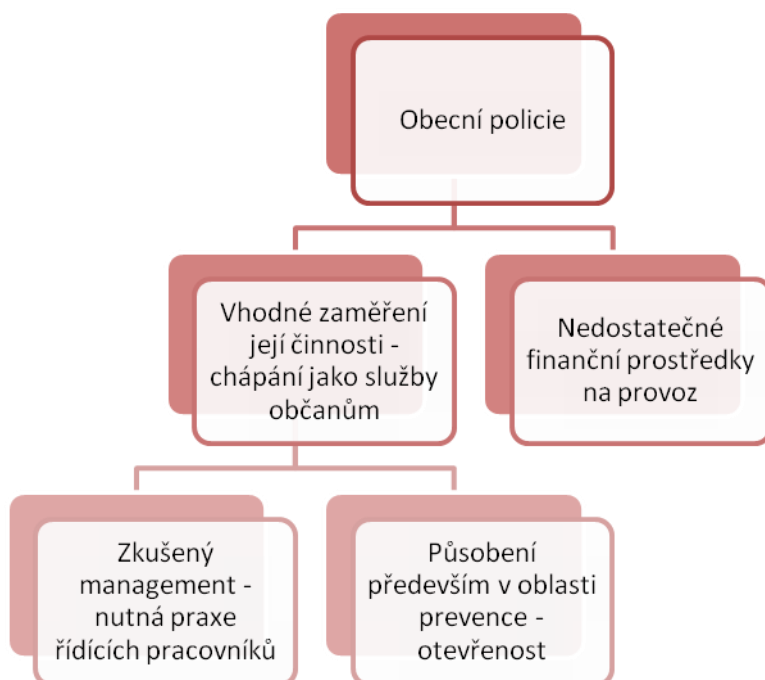 Obecní policie
Vhodné zaměření
její činnosti -
chápání jako služby
občanům
Nedostatečné
finanční prostředky
na provoz
Zkušený
management -
nutná praxe
řídících pracovníků
Působení
především v oblasti
prevence -
otevřenost